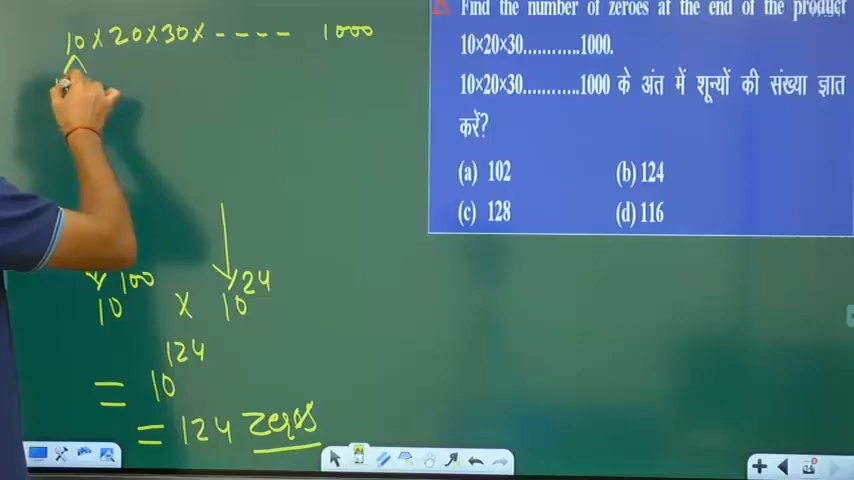 10 × 20 × 30 × - - - - 1000
10^100 × 10^24
= 10^124
= 124 zeros
Find the number of zeroes at the end of the product
10×20×30............1000.
10×20×30............1000 के अंत में शून्यों की संख्या ज्ञात
करें?
(a) 102 (b) 124
(c) 128 (d) 116